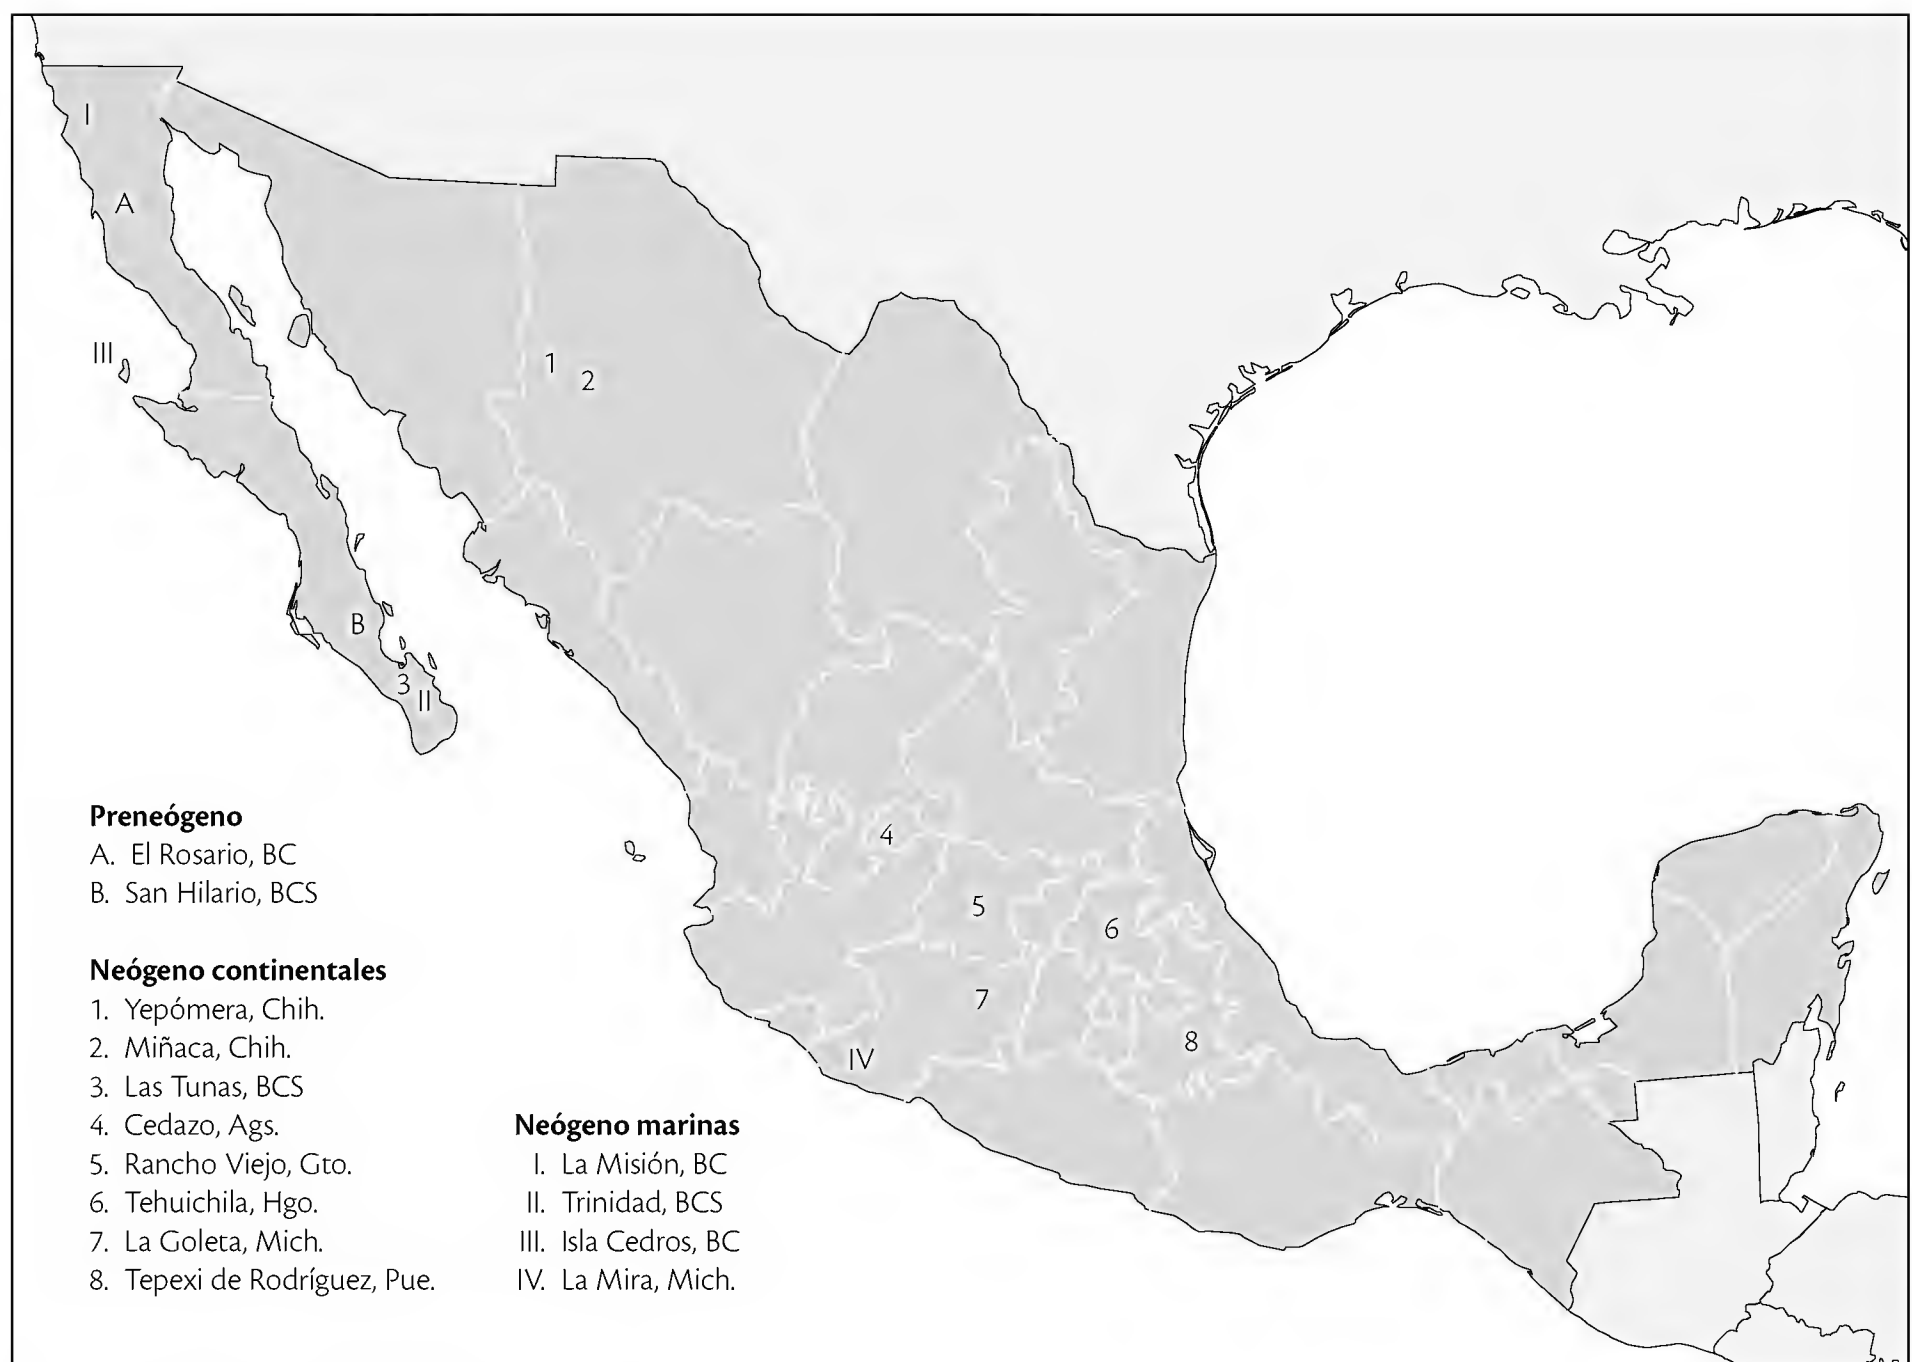 I
A
III
1
2
B
3
II
4
5
6
7
8
IV
Preneógeno
A. El Rosario, BC
B. San Hilario, BCS
Neógeno continentales
1. Yepómera, Chih.
2. Miñaca, Chih.
3. Las Tunas, BCS
4. Cedazo, Ags.
5. Rancho Viejo, Gto.
6. Tehuichila, Hgo.
7. La Goleta, Mich.
8. Tepexi de Rodríguez, Pue.
Neógeno marinas
I. La Misión, BC
II. Trinidad, BCS
III. Isla Cedros, BC
IV. La Mira, Mich.